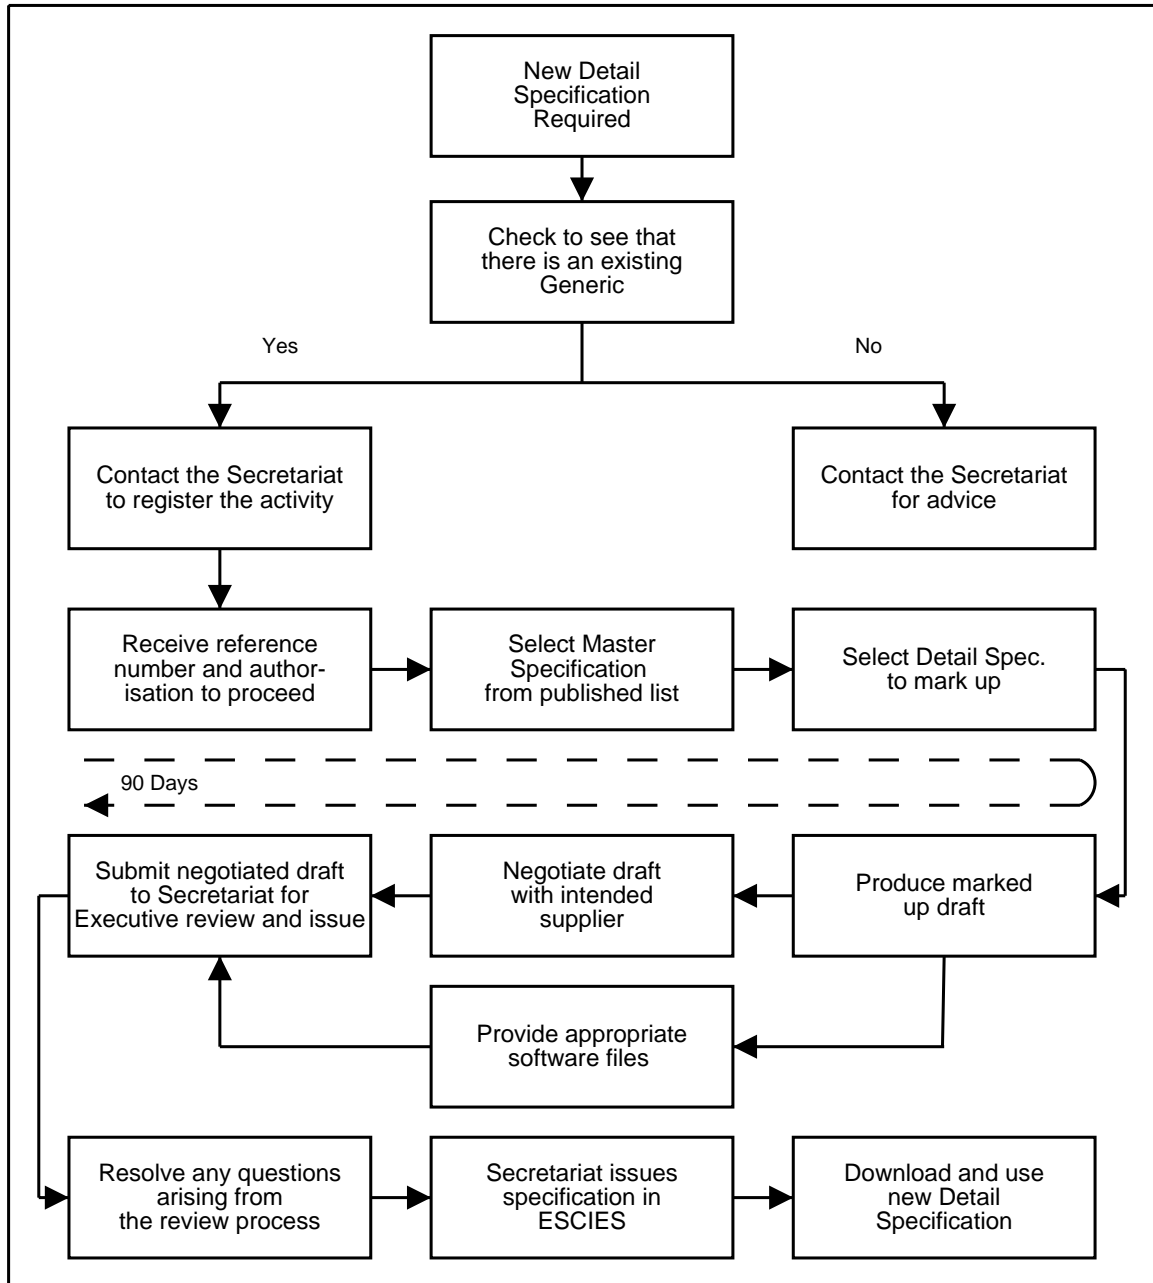 New Detail
Specification
Required
Check to see that
there is an existing
Generic
Yes
No
Contact the Secretariat
to register the activity
Contact the Secretariat
for advice
Receive reference
number and author-
isation to proceed
Select Master
Specification
from published list
Select Detail Spec.
to mark up
90 Days
Submit negotiated draft
to Secretariat for
Executive review and issue
Negotiate draft
with intended
supplier
Produce marked
up draft
Provide appropriate
software files
Resolve any questions
arising from
the review process
Secretariat issues
specification in
ESCIES
Download and use
new Detail
Specification